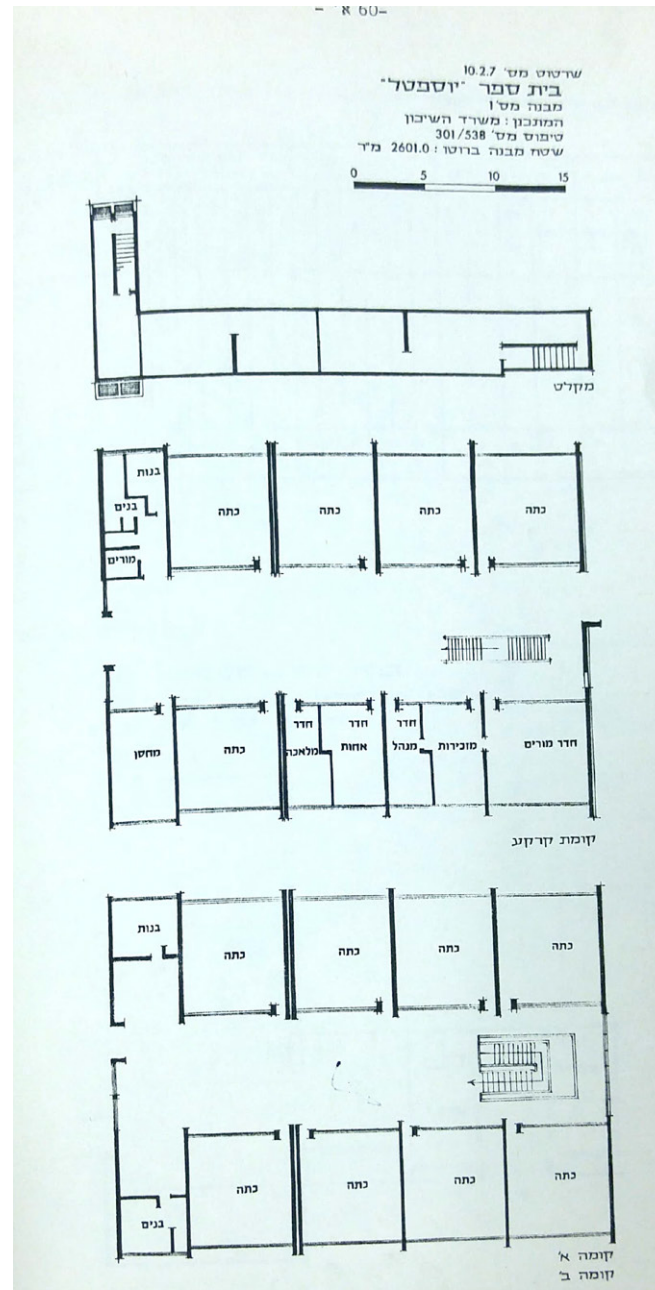 -60 א'-
שרטוט מס' 10.2.7
בית ספר "יוספטל"
מבנה מס' 1
המתכנן: משרד השיכון
טיפוס מס' 301/538
שטח מבנה ברוטו: 2601.0 מ"ר
0 5 10 15
מקלט
בנות
בנים
מורים
כתה
כתה
כתה
כתה
מחסן
כתה
חדר
מלאכה
חדר
אחות
חדר
מנהל
מזכירות
חדר מורים
קומת קרקע
בנות
כתה
כתה
כתה
כתה
בנים
כתה
כתה
כתה
כתה
קומה א'
קומה ב'